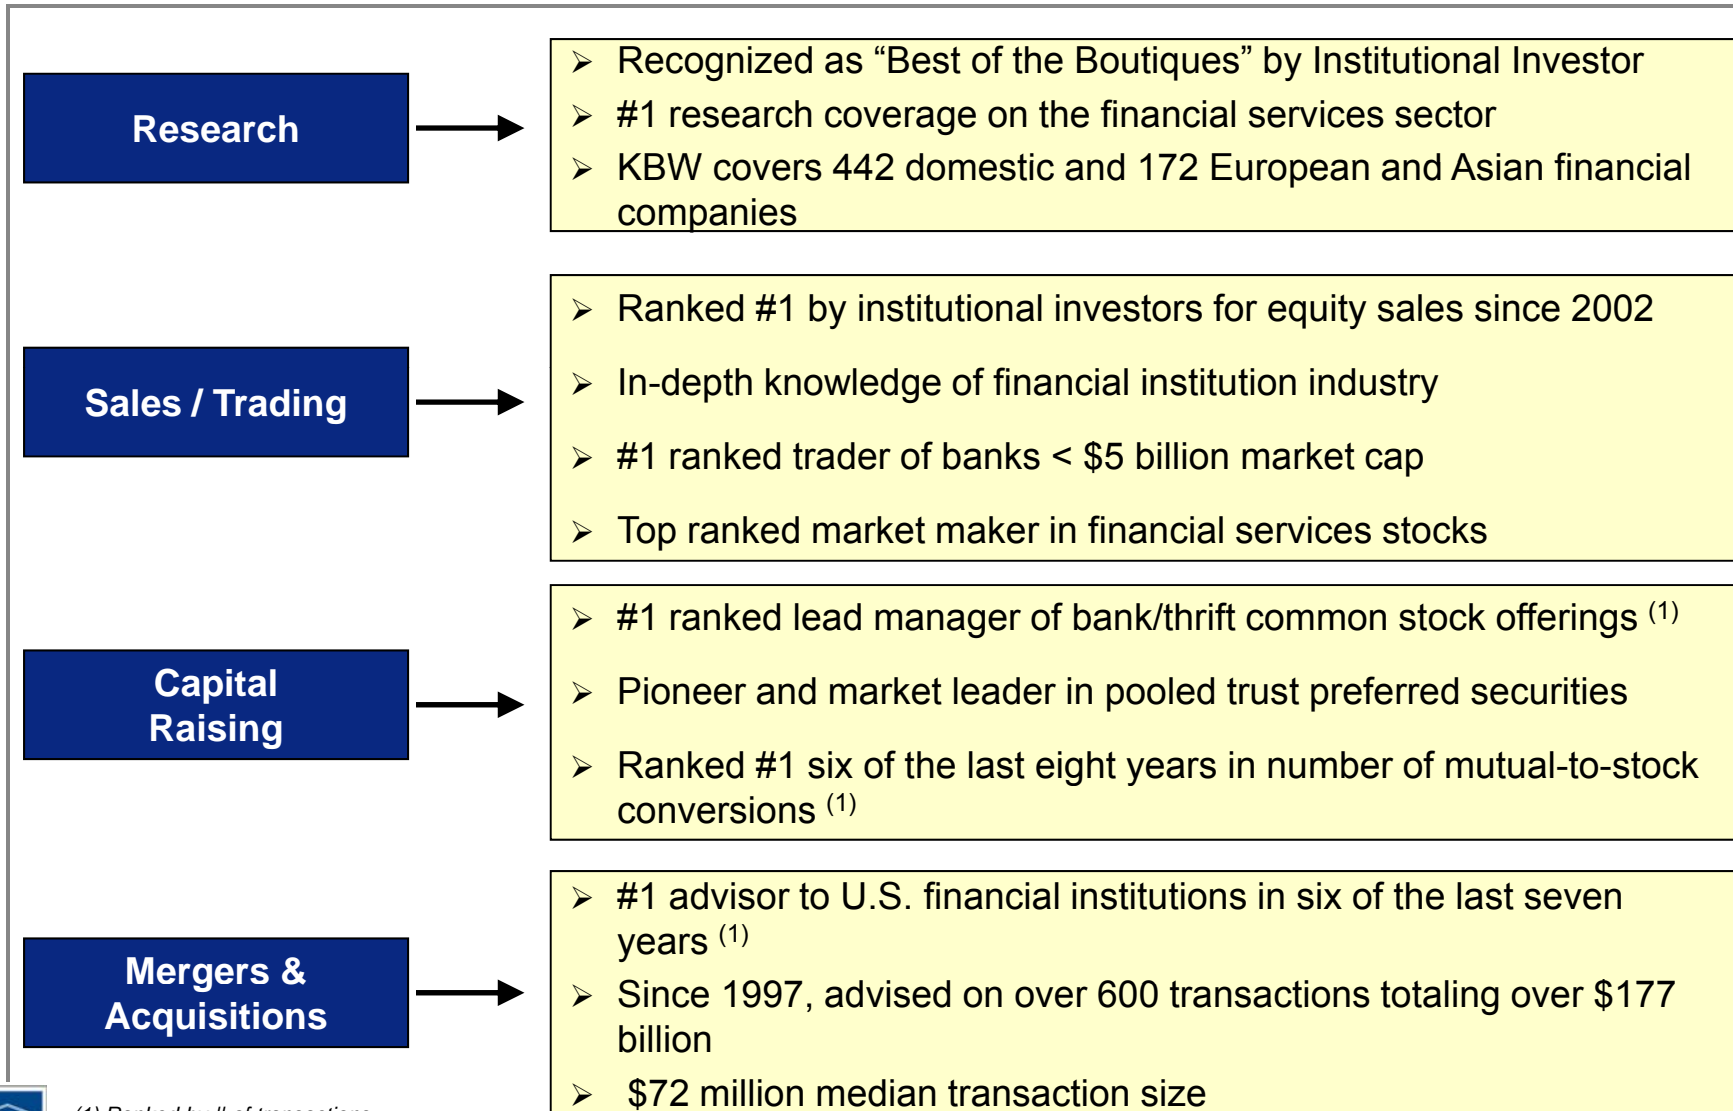 Research
➢ Recognized as “Best of the Boutiques” by Institutional Investor
➢ #1 research coverage on the financial services sector
➢ KBW covers 442 domestic and 172 European and Asian financial
companies
Sales / Trading
➢ Ranked #1 by institutional investors for equity sales since 2002
➢ In-depth knowledge of financial institution industry
➢ #1 ranked trader of banks < $5 billion market cap
➢ Top ranked market maker in financial services stocks
Capital
Raising
➢ #1 ranked lead manager of bank/thrift common stock offerings (1)
➢ Pioneer and market leader in pooled trust preferred securities
➢ Ranked #1 six of the last eight years in number of mutual-to-stock
conversions (1)
Mergers &
Acquisitions
➢ #1 advisor to U.S. financial institutions in six of the last seven
years (1)
➢ Since 1997, advised on over 600 transactions totaling over $177
billion
➢ $72 million median transaction size
(1) Ranked by # of transactions